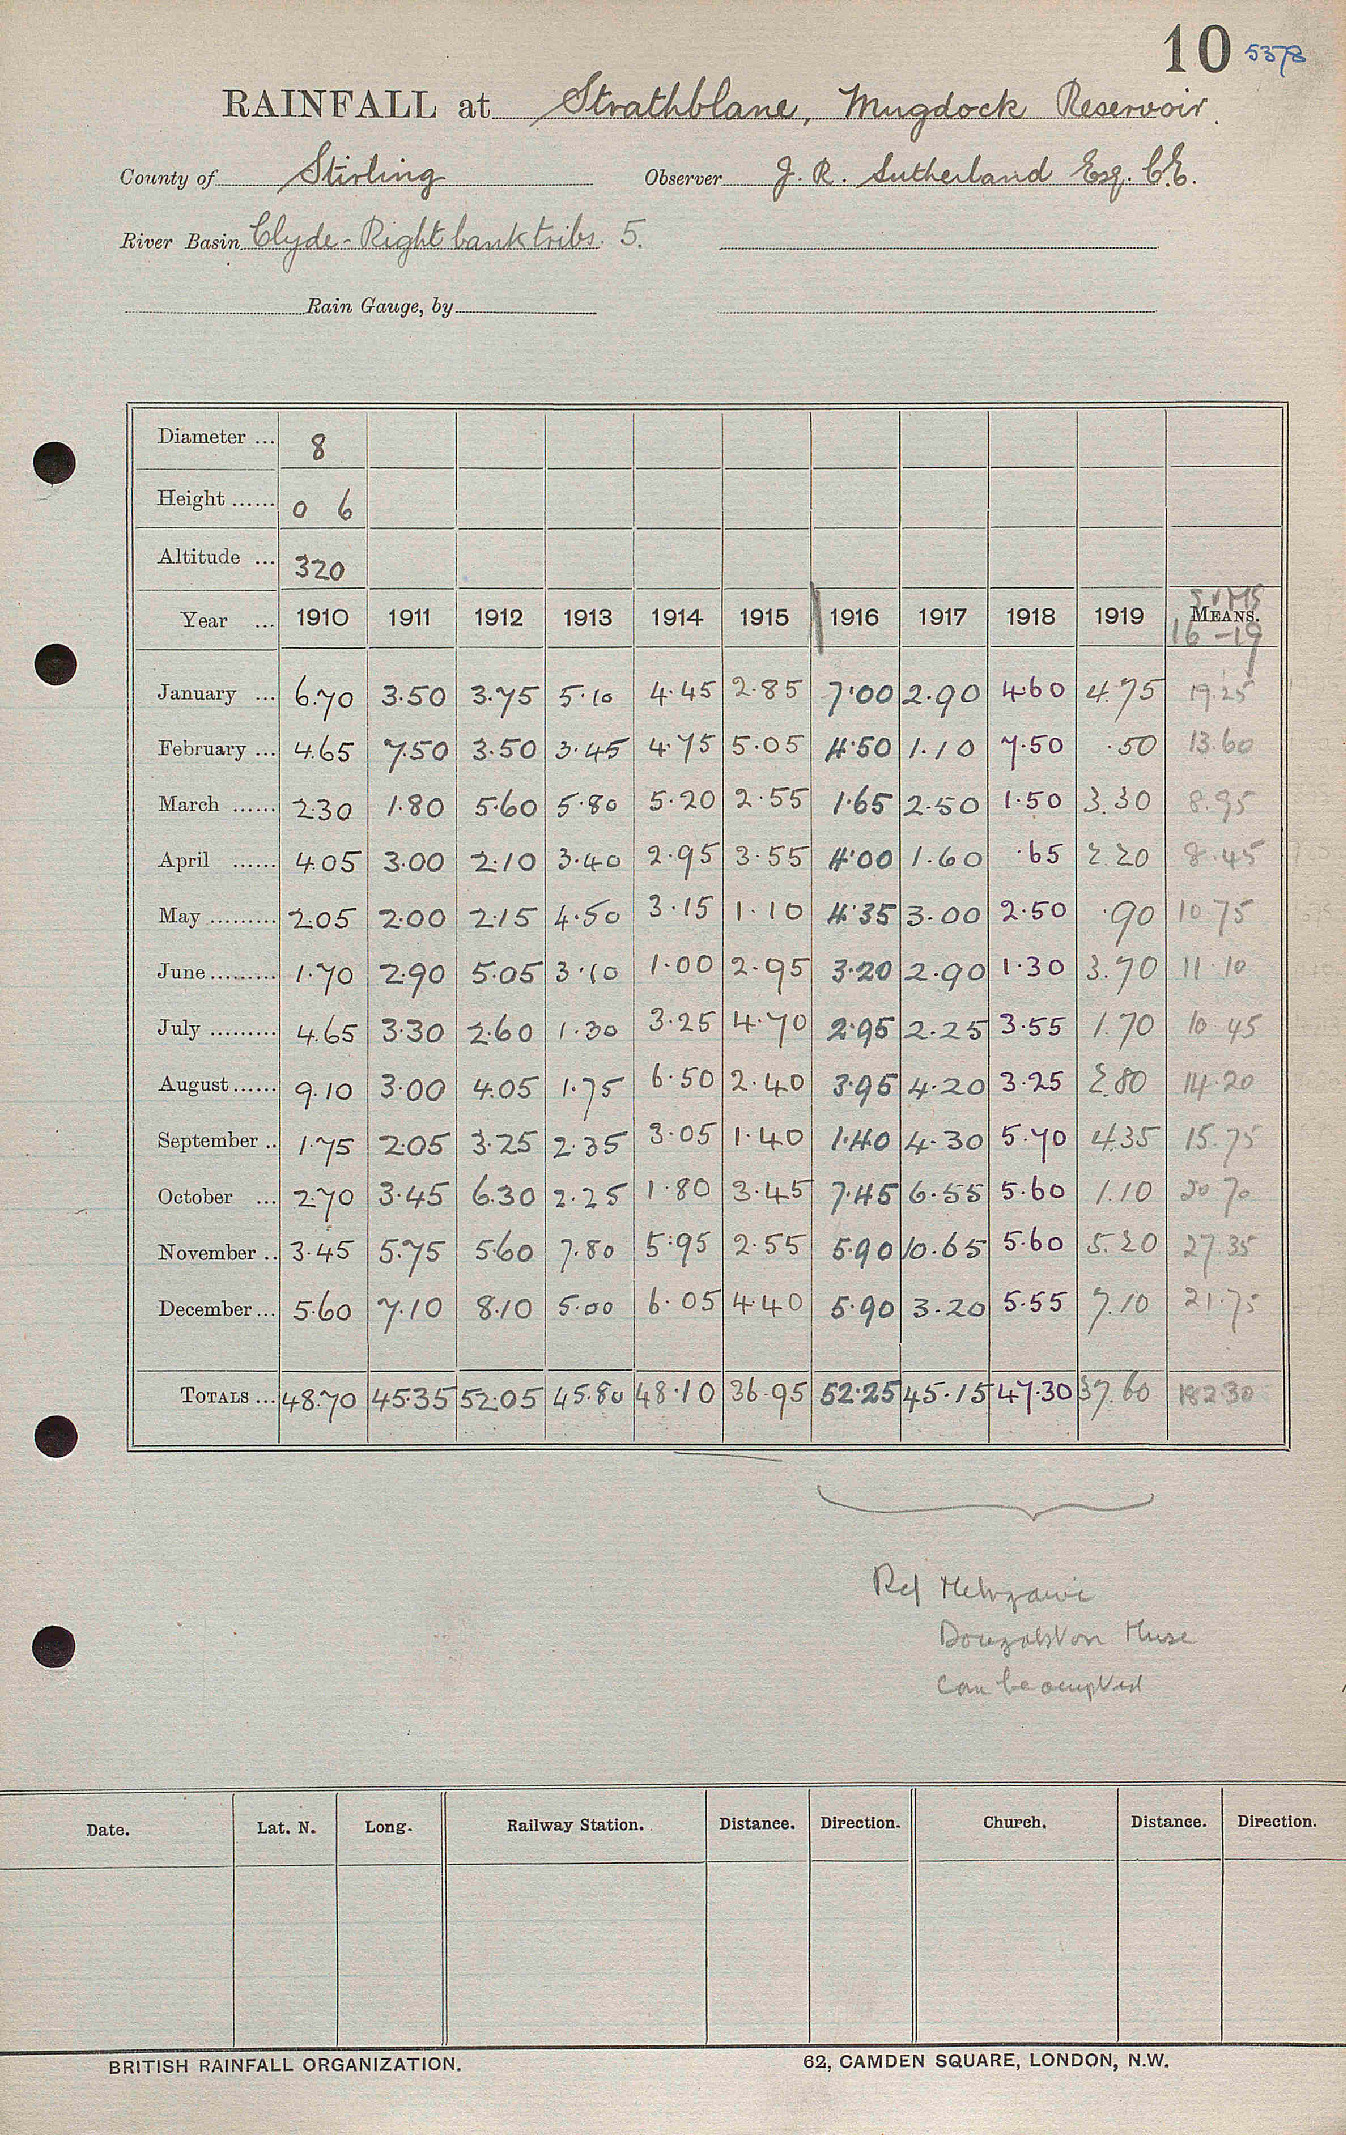 10 5378
RAINFALL at Strathblane, Mugdock Reservoir.
County of Stirling Observer J. R. Sutherland Esq. C.E.
River Basin Clyde - Right bank tribs. 5.
Rain Gauge, by
Diameter ... 8
Height ...... 0 6
Altitude ... 320
SUMS
Year ... 1910 1911 1912 1913 1914 1915 1916 1917 1918 1919 MEANS.
16-19
January ... 6.70 3.50 3.75 5.10 4.45 2.85 7.00 2.90 4.60 4.75 19.25
February ... 4.65 7.50 3.50 3.45 4.75 5.05 4.50 1.10 7.50 .50 13.60
March ...... 2.30 1.80 5.60 5.80 5.20 2.55 1.65 2.50 1.50 3.30 8.95
April ...... 4.05 3.00 2.10 3.40 2.95 3.55 4.00 1.60 .65 2.20 8.45
May ......... 2.05 2.00 2.15 4.50 3.15 1.10 4.35 3.00 2.50 .90 10.75
June ......... 1.70 2.90 5.05 3.10 1.00 2.95 3.20 2.90 1.30 3.70 11.10
July ......... 4.65 3.30 2.60 1.30 3.25 4.70 2.95 2.25 3.55 1.70 10.45
August ...... 9.10 3.00 4.05 1.75 6.50 2.40 3.95 4.20 3.25 2.80 14.20
September .. 1.75 2.05 3.25 2.35 3.05 1.40 1.40 4.30 5.70 4.35 15.75
October ... 2.70 3.45 6.30 2.25 1.80 3.45 7.45 6.55 5.60 1.10 20.70
November .. 3.45 5.75 5.60 7.80 5.95 2.55 5.90 10.65 5.60 5.20 27.35
December ... 5.60 7.10 8.10 5.00 6.05 4.40 5.90 3.20 5.55 7.10 21.75
TOTALS ... 48.70 45.35 52.05 45.80 48.10 36.95 52.25 45.15 47.30 37.60 182.30
Ref Milngavie
Dougalston House
can be accepted
Date. Lat. N. Long. Railway Station. Distance. Direction. Church. Distance. Direction.
BRITISH RAINFALL ORGANIZATION. 62, CAMDEN SQUARE, LONDON, N.W.